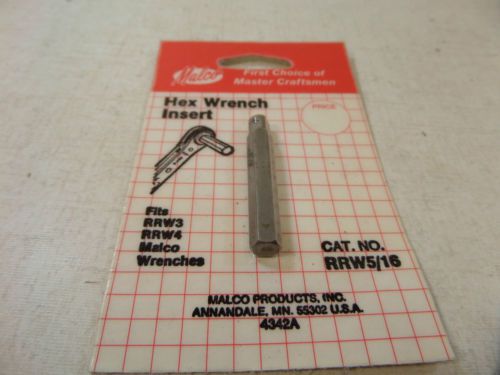 Malco
First Choice of
Master Craftsmen
Hex Wrench
Insert
PRICE
Fits
RRW3
RRW4
Malco
Wrenches
CAT. NO.
RRW5/16
MALCO PRODUCTS, INC.
ANNANDALE, MN. 55302 U.S.A.
4342A